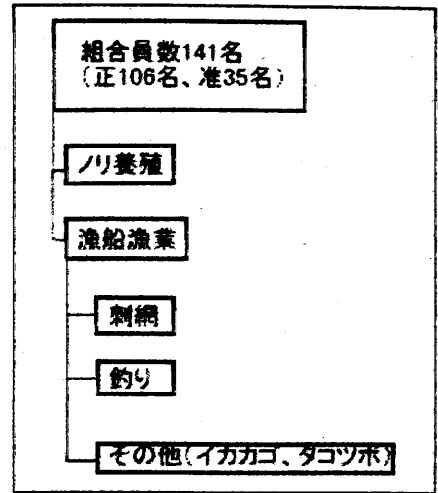 組合員数141名
（正106名、准35名）
ノリ養殖
漁船漁業
刺網
釣り
その他（イカカゴ、タコツボ）